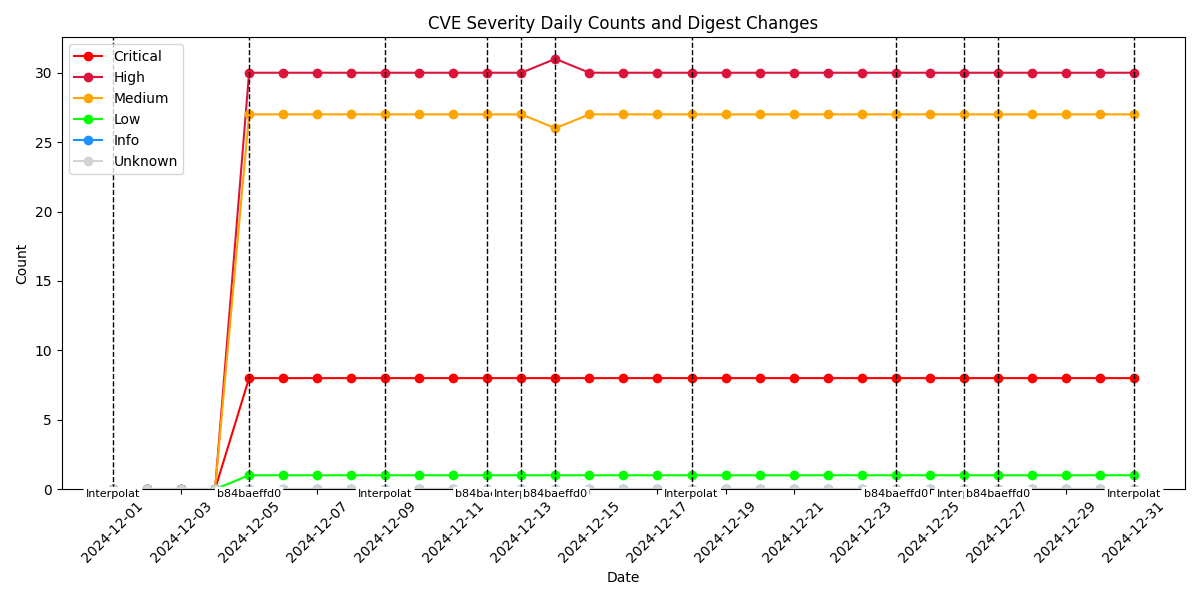 CVE Severity Daily Counts and Digest Changes
Critical
High
Medium
Low
Info
Unknown
30
25
20
15
10
5
0
Count
Interpolat
b84baeffd0
Interpolat
b84bae
Interp
b84baeffd0
Interpolat
b84baeffd0
Inter
b84baeffd0
Interpolat
2024-12-01
2024-12-03
2024-12-05
2024-12-07
2024-12-09
2024-12-11
2024-12-13
2024-12-15
2024-12-17
2024-12-19
2024-12-21
2024-12-23
2024-12-25
2024-12-27
2024-12-29
2024-12-31
Date